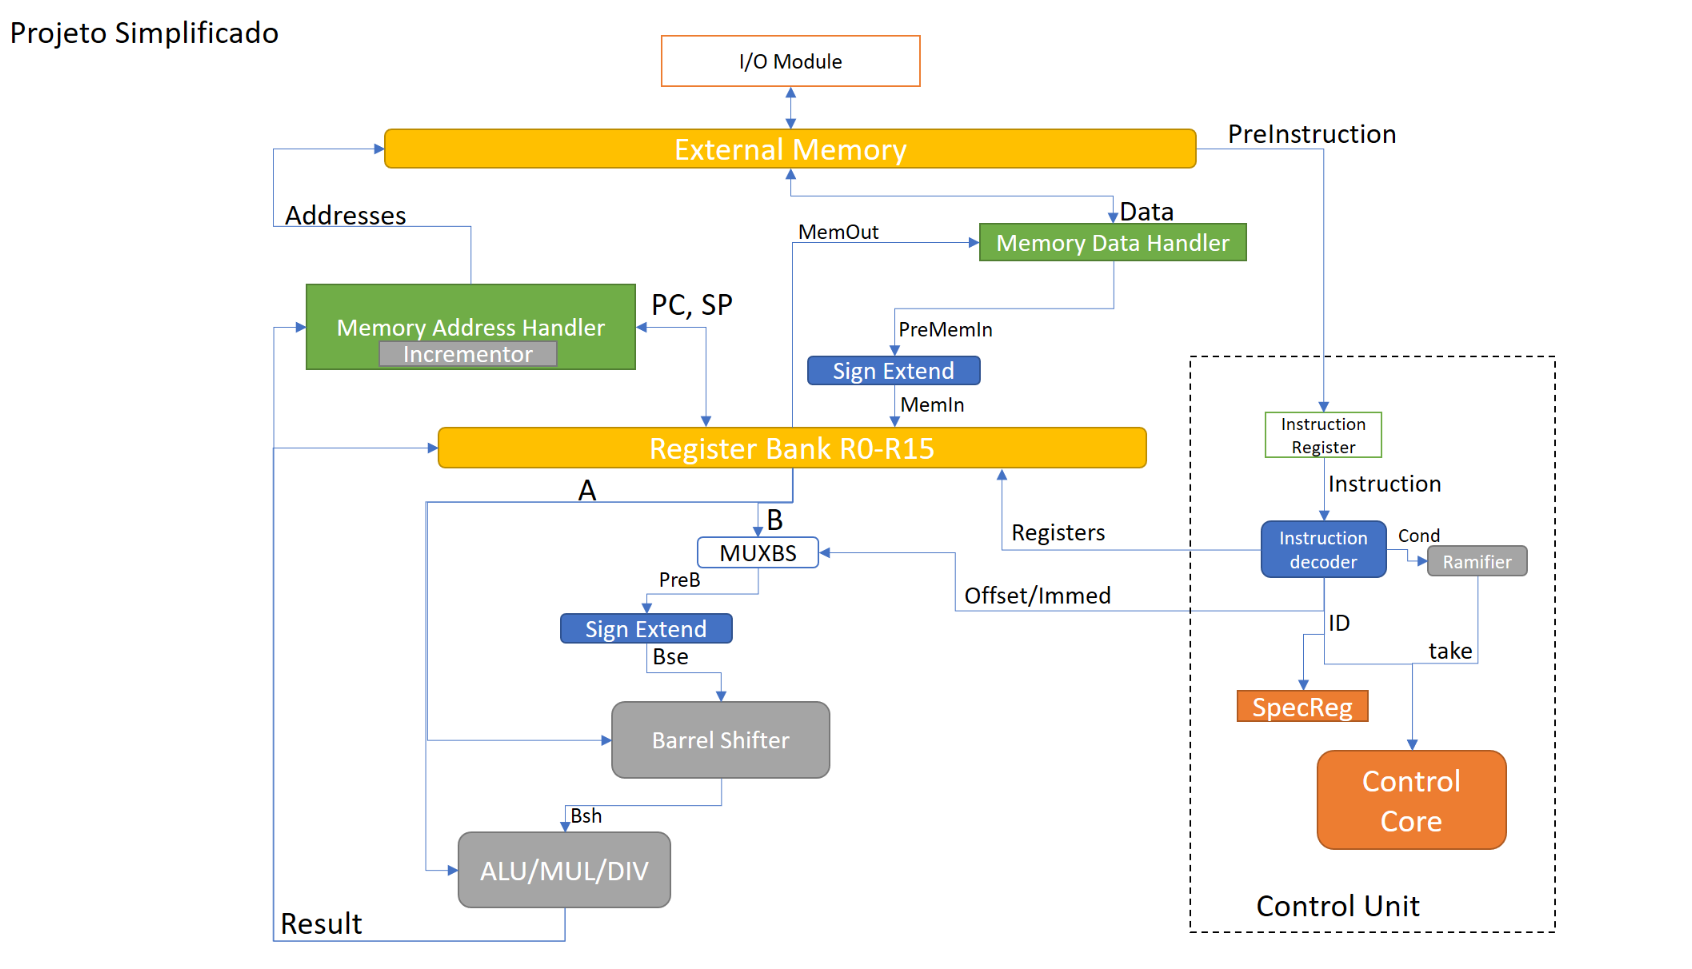 Projeto Simplificado
I/O Module
External Memory
PreInstruction
Addresses
Data
MemOut
Memory Data Handler
PC, SP
Memory Address Handler
Incrementor
PreMemIn
Sign Extend
MemIn
Register Bank R0-R15
Instruction
Register
A
Instruction
B
Registers
Instruction
decoder
Cond
Ramifier
MUXBS
PreB
Offset/Immed
Sign Extend
ID
Bse
take
SpecReg
Barrel Shifter
Control
Core
Bsh
ALU/MUL/DIV
Control Unit
Result